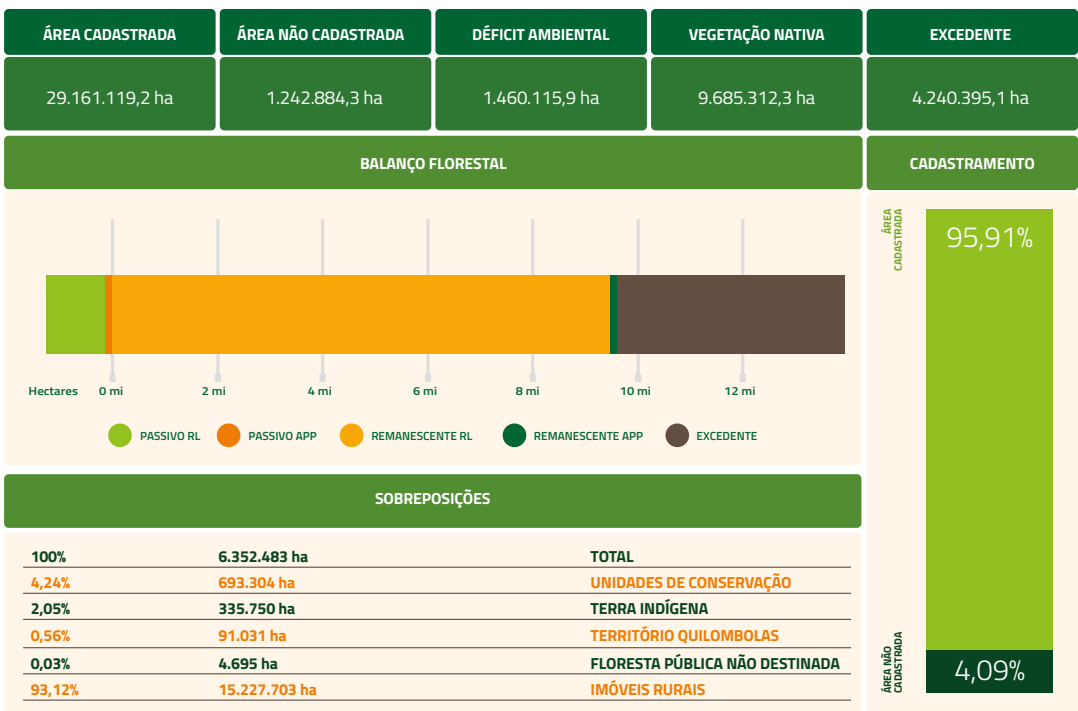 ÁREA CADASTRADA
29.161.119,2 ha
ÁREA NÃO CADASTRADA
1.242.884,3 ha
DÉFICIT AMBIENTAL
1.460.115,9 ha
VEGETAÇÃO NATIVA
9.685.312,3 ha
EXCEDENTE
4.240.395,1 ha
BALANÇO FLORESTAL
Hectares 0 mi 2 mi 4 mi 6 mi 8 mi 10 mi 12 mi
PASSIVO RL PASSIVO APP REMANESCENTE RL REMANESCENTE APP EXCEDENTE
CADASTRAMENTO
ÁREA
CADASTRADA
95,91%
ÁREA NÃO
CADASTRADA
4,09%
SOBREPOSIÇÕES
100% 6.352.483 ha TOTAL
4,24% 693.304 ha UNIDADES DE CONSERVAÇÃO
2,05% 335.750 ha TERRA INDÍGENA
0,56% 91.031 ha TERRITÓRIO QUILOMBOLAS
0,03% 4.695 ha FLORESTA PÚBLICA NÃO DESTINADA
93,12% 15.227.703 ha IMÓVEIS RURAIS